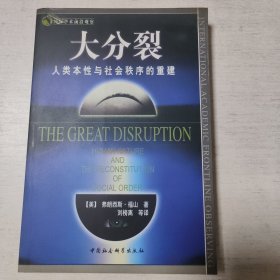 大分裂
人类本性与社会秩序的重建
THE GREAT DISRUPTION
HUMAN NATURE
AND
THE RECONSTITUTION
OF
SOCIAL ORDER
【美】 弗朗西斯·福山 著
刘榜离 等译
中国社会科学出版社
INTERNATIONAL ACADEMIC FRONTIER OBSERVING